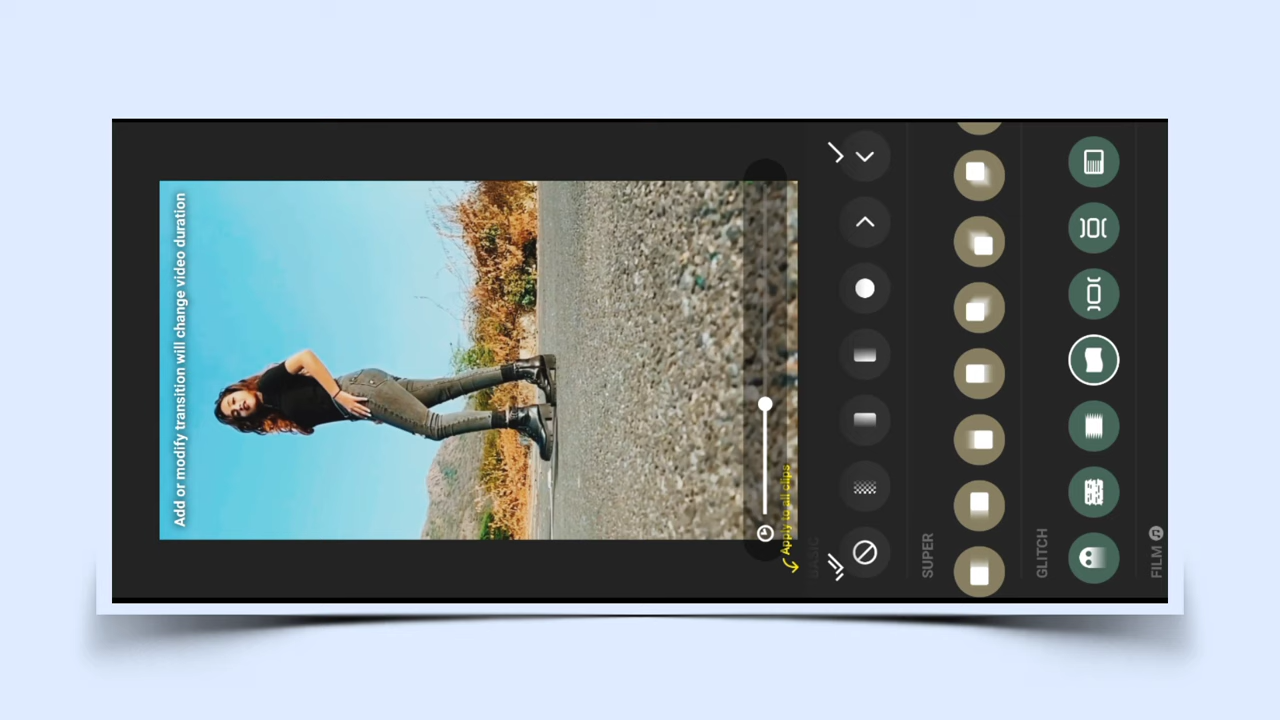 Add or modify transition will change video duration
Apply to all clips
BASIC
SUPER
GLITCH
FILM